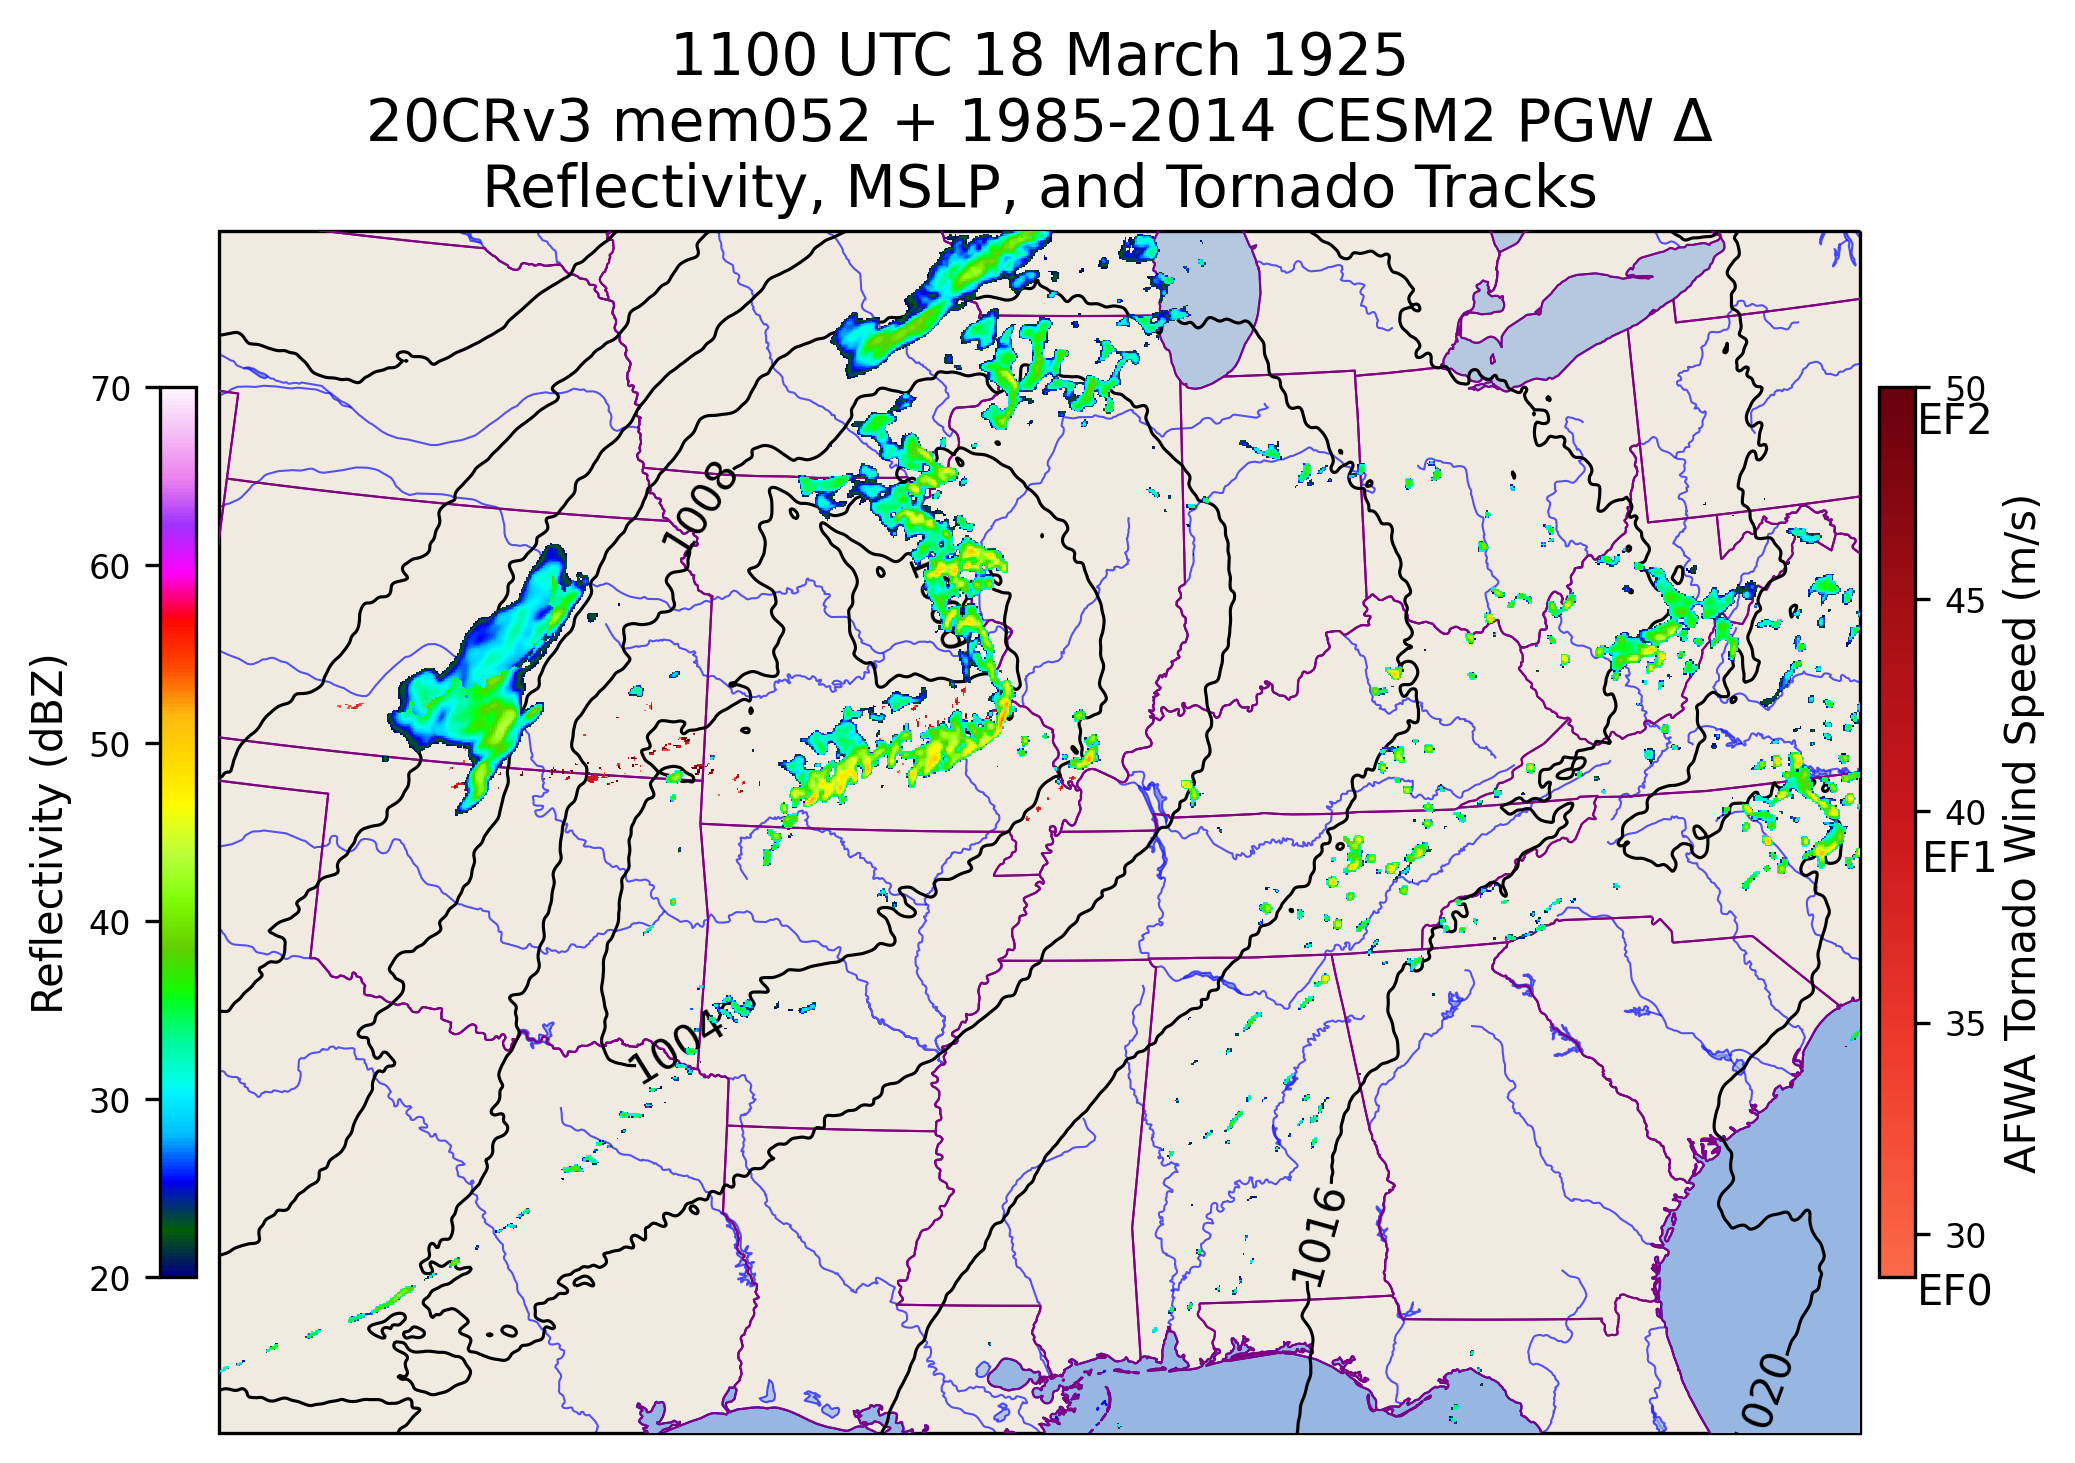 1100 UTC 18 March 1925
20CRv3 mem052 + 1985-2014 CESM2 PGW Δ
Reflectivity, MSLP, and Tornado Tracks
Reflectivity (dBZ)
70
60
50
40
30
20
1008
1004
1016
020
50
EF2
45
40
EF1
35
30
EF0
AFWA Tornado Wind Speed (m/s)